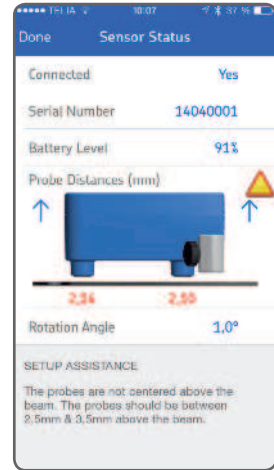 TELIA 10:07 37 %
Done Sensor Status
Connected Yes
Serial Number 14040001
Battery Level 91%
Probe Distances (mm)
2,50
Rotation Angle 1,0°
SETUP ASSISTANCE
The probes are not centered above the
beam. The probes should be between
2.5mm & 3.5mm above the beam.